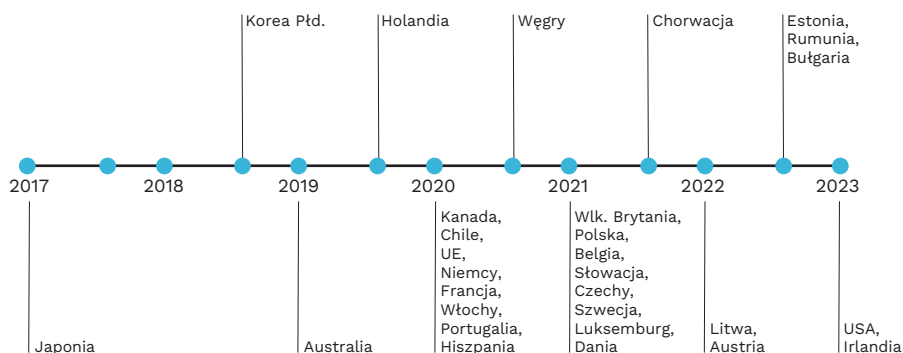 Korea Płd.
Holandia
Węgry
Chorwacja
Estonia,
Rumunia,
Bułgaria
2017
2018
2019
2020
2021
2022
2023
Japonia
Australia
Kanada,
Chile,
UE,
Niemcy,
Francja,
Włochy,
Portugalia,
Hiszpania
Wlk. Brytania,
Polska,
Belgia,
Słowacja,
Czechy,
Szwecja,
Luksemburg,
Dania
Litwa,
Austria
USA,
Irlandia